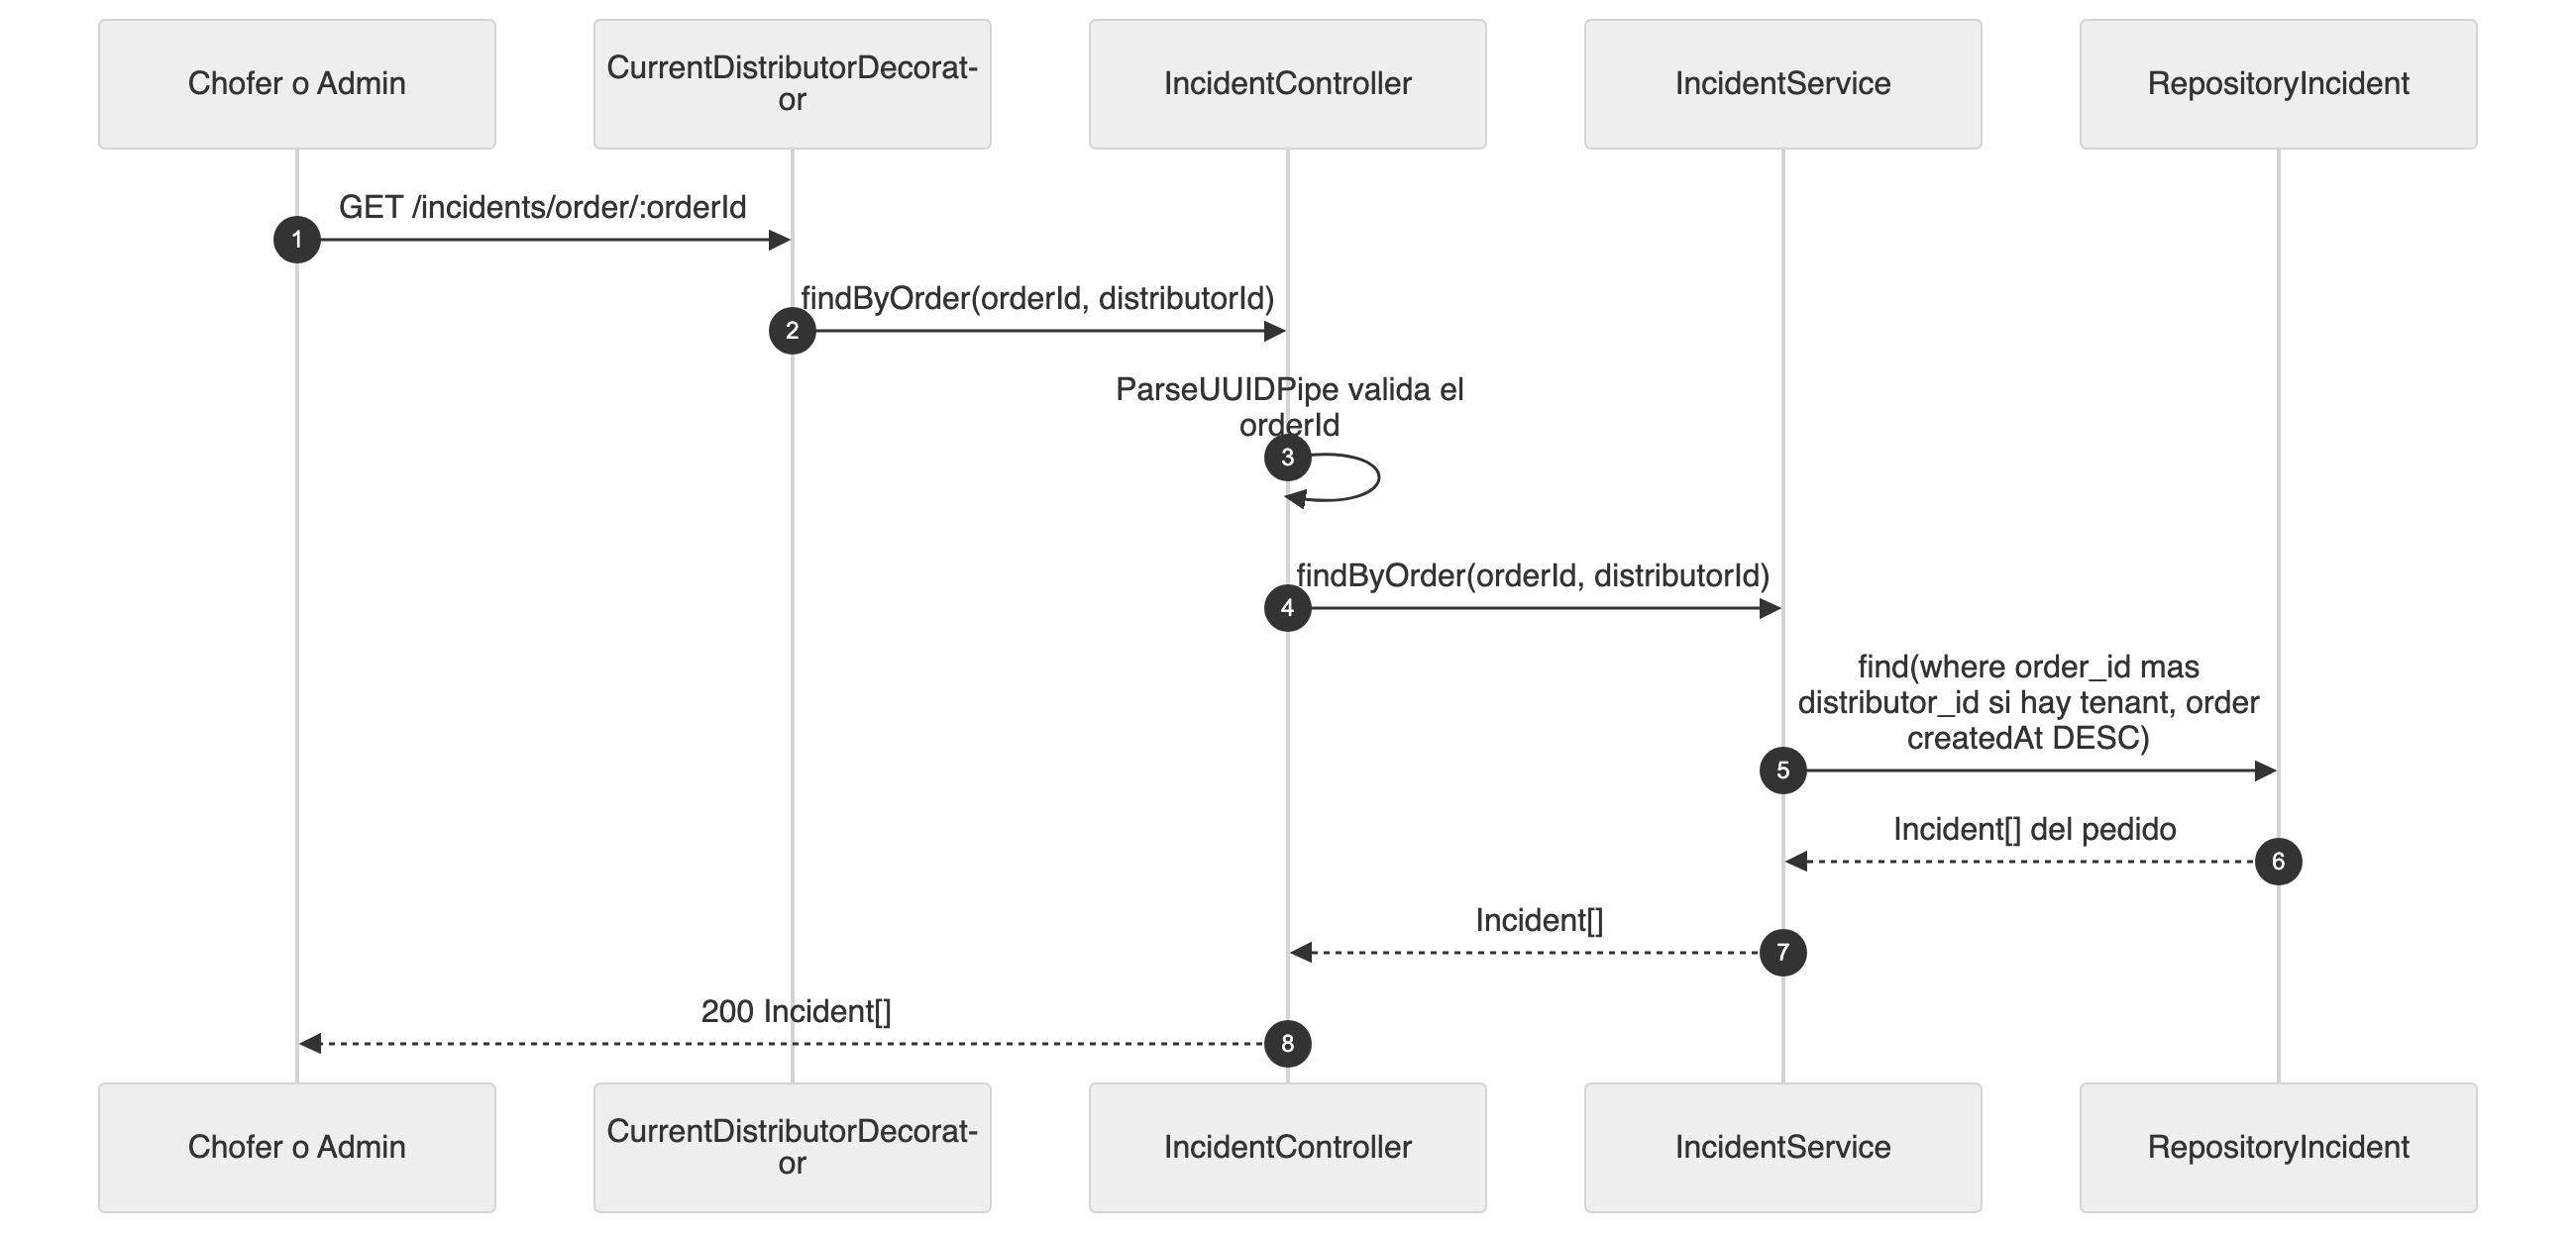 Chofer o Admin
CurrentDistributorDecorat-
or
IncidentController
IncidentService
RepositoryIncident
GET /incidents/order/:orderId
1
findByOrder(orderId, distributorId)
2
ParseUUIDPipe valida el
orderId
3
findByOrder(orderId, distributorId)
4
find(where order_id mas
distributor_id si hay tenant, order
createdAt DESC)
5
Incident[] del pedido
6
Incident[]
7
200 Incident[]
8
Chofer o Admin
CurrentDistributorDecorat-
or
IncidentController
IncidentService
RepositoryIncident